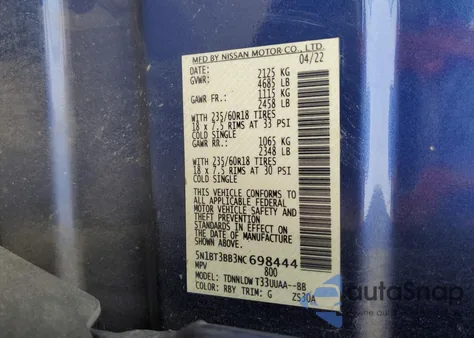 MFD BY NISSAN MOTOR CO., LTD.
DATE: 04/22
GVWR: 2125 KG
4685 LB
GAWR FR.: 1115 KG
2458 LB
WITH 235/60R18 TIRES
18 x 7.5 RIMS AT 33 PSI
COLD SINGLE
GAWR RR.: 1065 KG
2348 LB
WITH 235/60R18 TIRES
18 x 7.5 RIMS AT 30 PSI
COLD SINGLE
THIS VEHICLE CONFORMS TO
ALL APPLICABLE FEDERAL
MOTOR VEHICLE SAFETY AND
THEFT PREVENTION
STANDARDS IN EFFECT ON
THE DATE OF MANUFACTURE
SHOWN ABOVE.
5N1BT3BB3NC698444
MPV 800
MODEL: TDNNLDWT33UUAA--BB
COLOR: RBY TRIM: G ZS30A
autoSnap